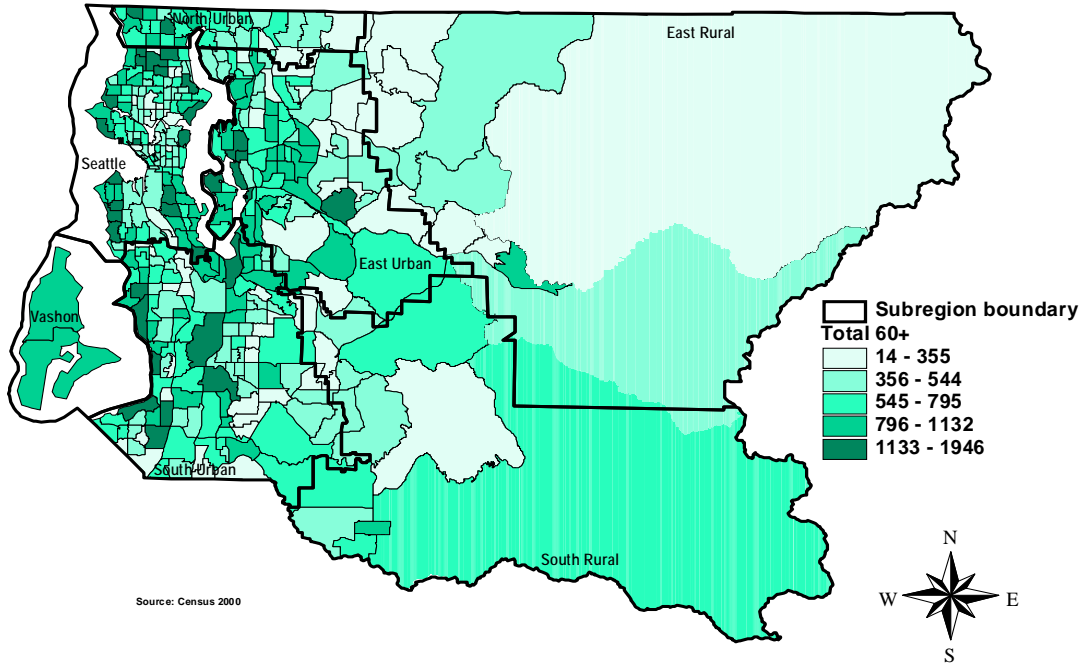 North Urban
East Rural
Seattle
East Urban
Vashon
Subregion boundary
Total 60+
14 - 355
356 - 544
545 - 795
796 - 1132
1133 - 1946
South Urban
South Rural
Source: Census 2000
N
W
E
S